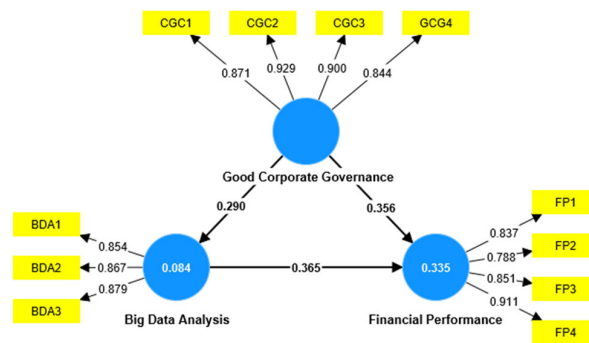 CGC1
CGC2
CGC3
GCG4
0.871
0.929
0.900
0.844
Good Corporate Governance
0.290
0.356
BDA1
BDA2
BDA3
0.854
0.867
0.879
0.084
Big Data Analysis
0.365
0.335
Financial Performance
0.837
0.788
0.851
0.911
FP1
FP2
FP3
FP4